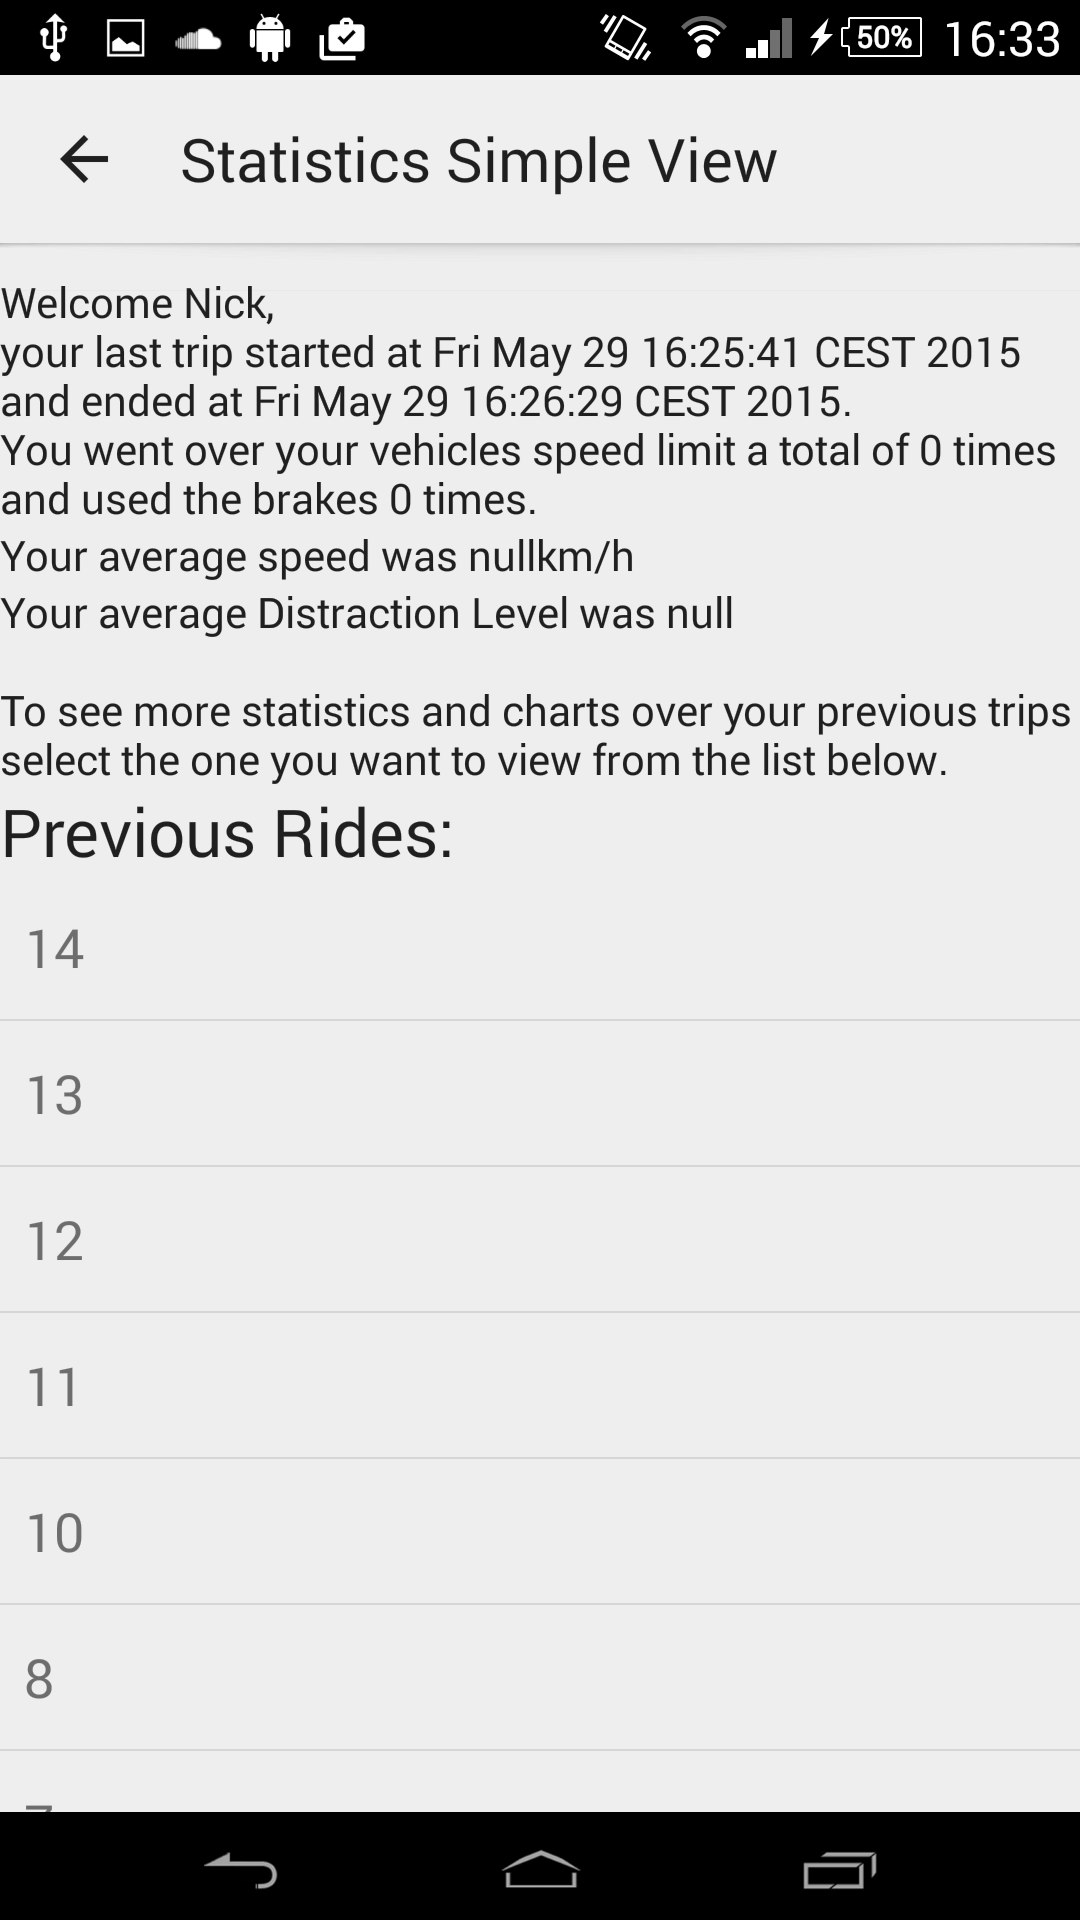 50% 16:33
Statistics Simple View
Welcome Nick,
your last trip started at Fri May 29 16:25:41 CEST 2015
and ended at Fri May 29 16:26:29 CEST 2015.
You went over your vehicles speed limit a total of 0 times
and used the brakes 0 times.
Your average speed was nullkm/h
Your average Distraction Level was null
To see more statistics and charts over your previous trips
select the one you want to view from the list below.
Previous Rides:
14
13
12
11
10
8